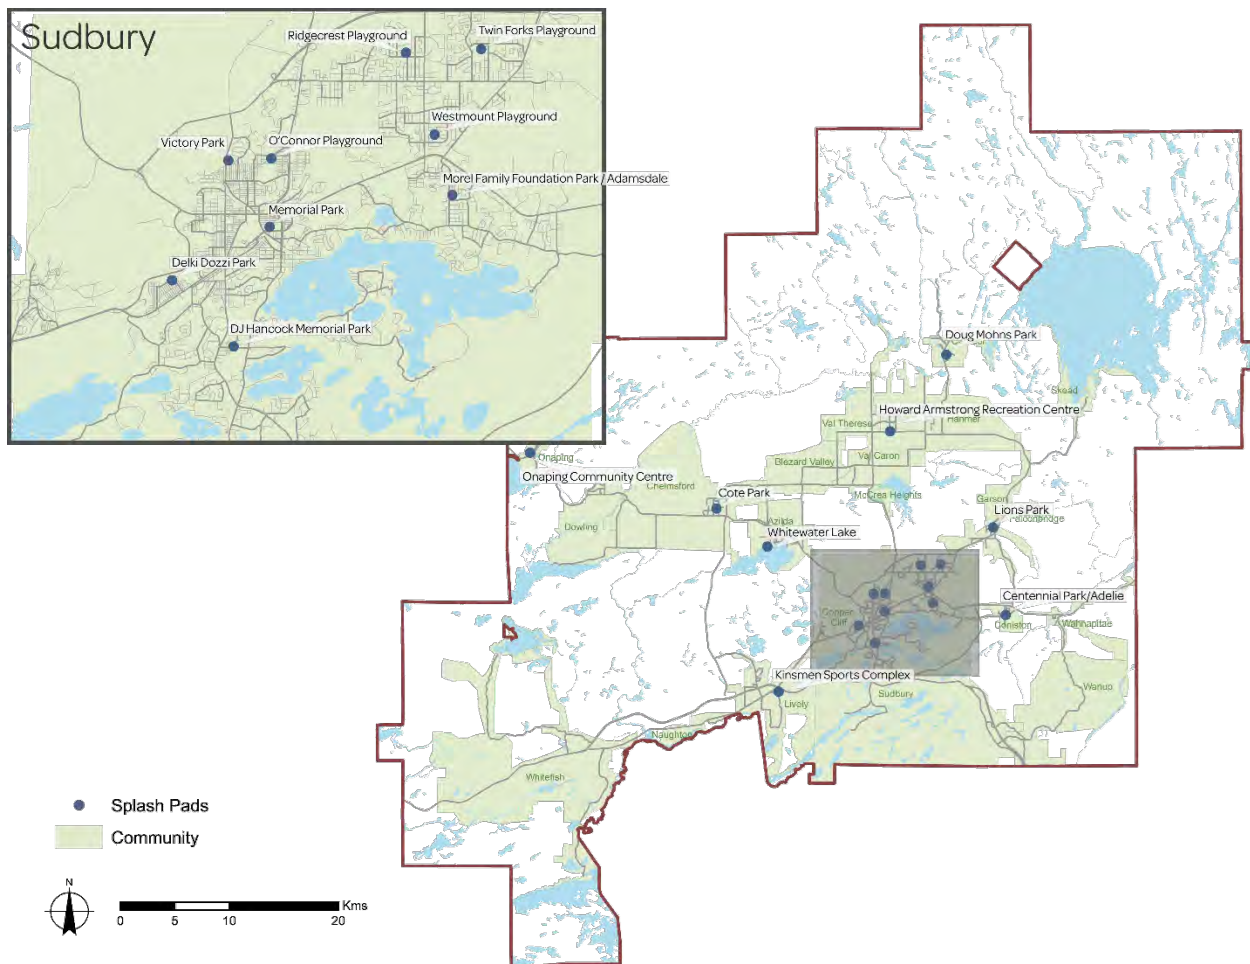 Sudbury
Ridgecrest Playground
Twin Forks Playground
Westmount Playground
Victory Park
O'Connor Playground
Morel Family Foundation Park / Adamsdale
Memorial Park
Delki Dozzi Park
DJ Hancock Memorial Park
Doug Mohns Park
Skead
Howard Armstrong Recreation Centre
Val Therese
Hanmer
Val Caron
Blezard Valley
Onaping
Onaping Community Centre
Chelmsford
McCrea Heights
Cote Park
Garson
Lions Park
Falconbridge
Dowling
Azilda
Whitewater Lake
Centennial Park/Adelie
Copper
Cliff
Coniston
Wahnapitae
Kinsmen Sports Complex
Sudbury
Wanup
Lively
Naughton
Whitefish
Splash Pads
Community
N
Kms
0 5 10 20